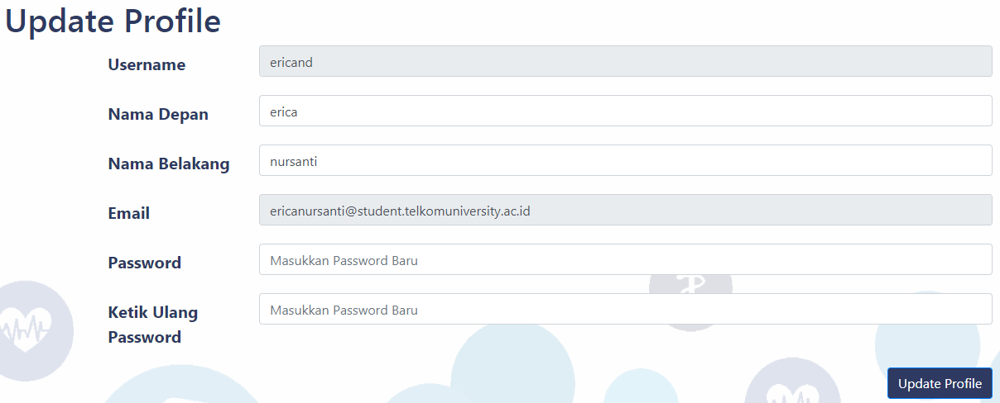 Update Profile
Username
ericand
Nama Depan
erica
Nama Belakang
nursanti
Email
ericanursanti@student.telkomuniversity.ac.id
Password
Masukkan Password Baru
Ketik Ulang
Password
Masukkan Password Baru
Update Profile